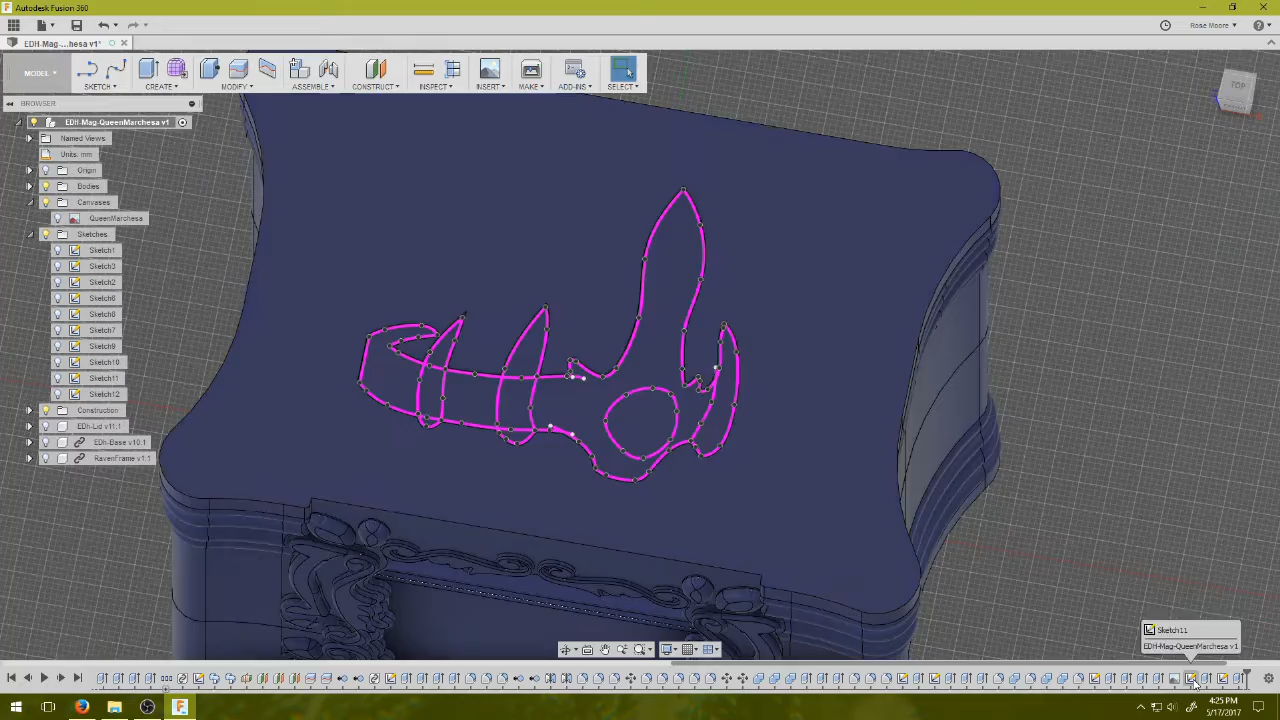 Autodesk Fusion 360
Rose Moore
EDH-Mag-...hesa v1*
MODEL
SKETCH
CREATE
MODIFY
ASSEMBLE
CONSTRUCT
INSPECT
INSERT
MAKE
ADD-INS
SELECT
TOP
BROWSER
EDH-Mag-QueenMarchesa v1
Named Views
Units: mm
Origin
Bodies
Canvases
QueenMarchesa
Sketches
Sketch1
Sketch3
Sketch2
Sketch6
Sketch8
Sketch7
Sketch9
Sketch10
Sketch11
Sketch12
Construction
EDh-Lid v11:1
EDh-Base v10:1
RavenFrame v1:1
Sketch11
EDH-Mag-QueenMarchesa v1
4:25 PM
5/17/2017